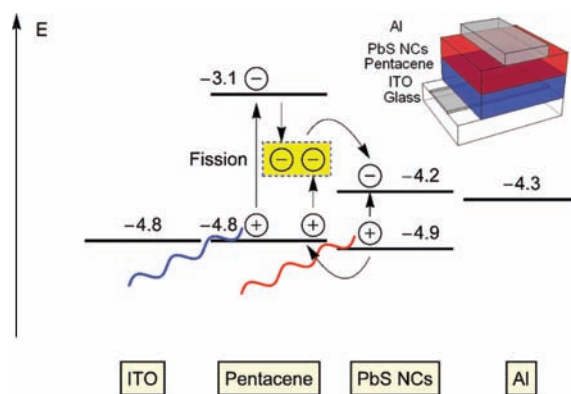 E
Al
PbS NCs
Pentacene
ITO
Glass
−3.1
Fission
−4.2
−4.3
−4.8
−4.8
−4.9
ITO
Pentacene
PbS NCs
Al